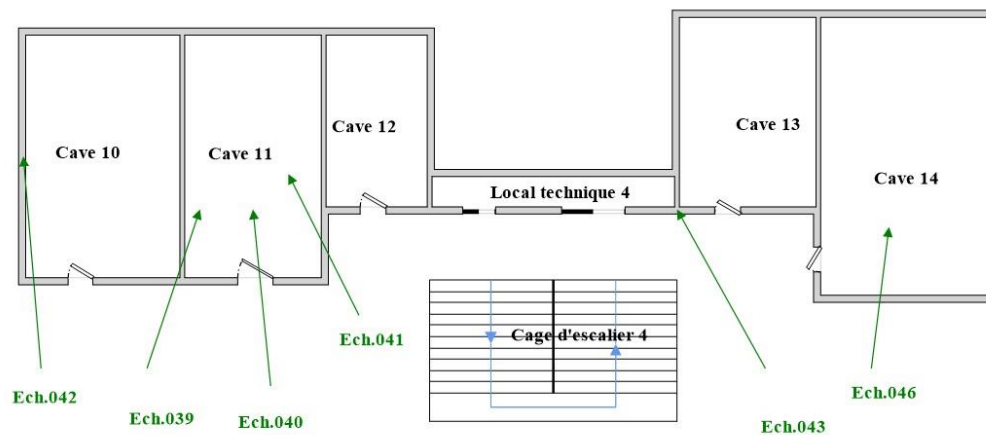 Cave 10
Cave 11
Cave 12
Local technique 4
Cave 13
Cave 14
Cage d'escalier 4
Ech.042
Ech.039
Ech.040
Ech.041
Ech.043
Ech.046